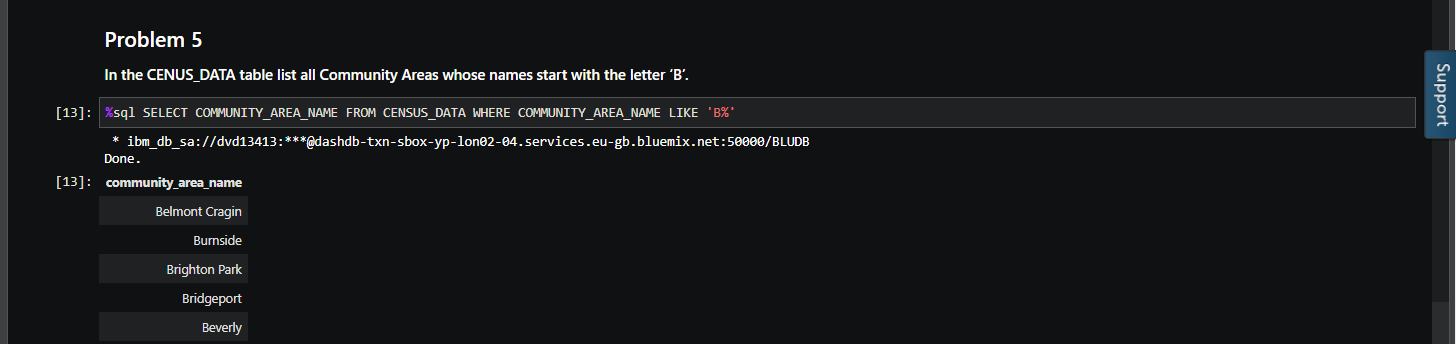 Problem 5
In the CENUS_DATA table list all Community Areas whose names start with the letter ‘B’.
[13]: %sql SELECT COMMUNITY_AREA_NAME FROM CENSUS_DATA WHERE COMMUNITY_AREA_NAME LIKE 'B%'
* ibm_db_sa://dvd13413:***@dashdb-txn-sbox-yp-lon02-04.services.eu-gb.bluemix.net:50000/BLUDB
Done.
[13]: community_area_name
Belmont Cragin
Burnside
Brighton Park
Bridgeport
Beverly
Support